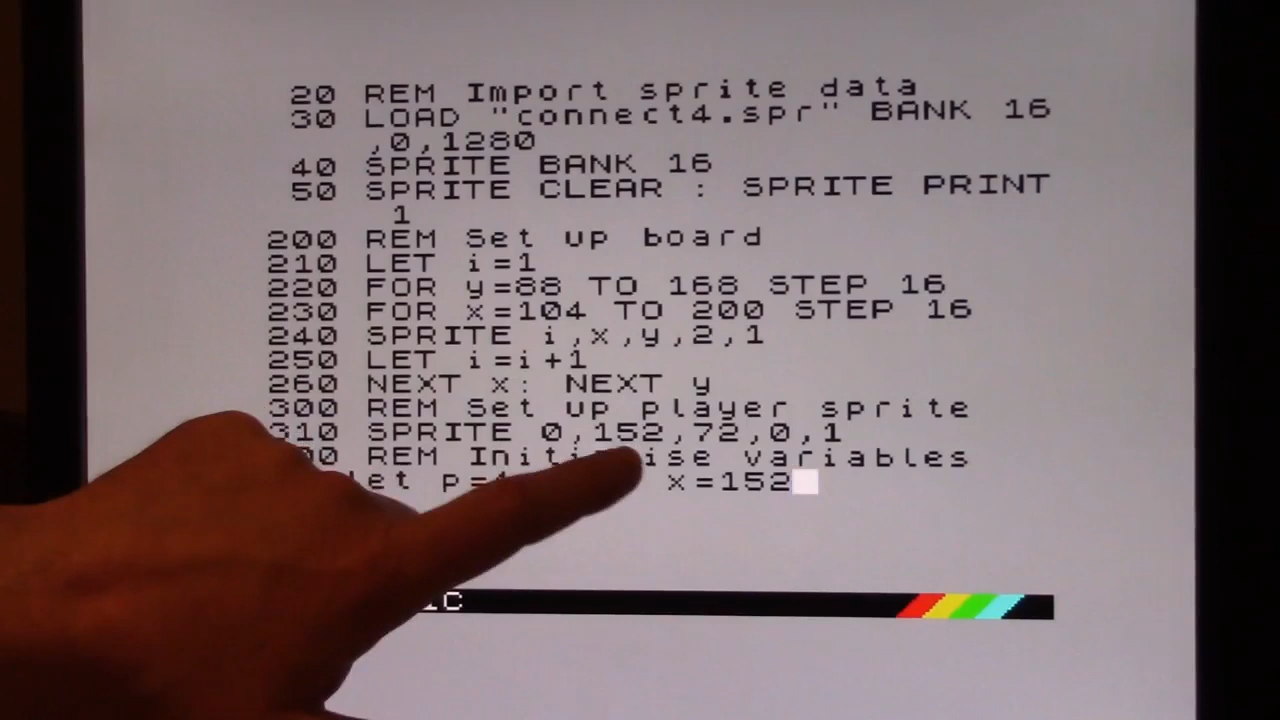 20 REM Import sprite data
30 LOAD "connect4.spr" BANK 16
,0,1280
40 SPRITE BANK 16
50 SPRITE CLEAR : SPRITE PRINT
1
200 REM Set up board
210 LET i=1
220 FOR y=88 TO 168 STEP 16
230 FOR x=104 TO 200 STEP 16
240 SPRITE i,x,y,2,1
250 LET i=i+1
260 NEXT x: NEXT y
300 REM Set up player sprite
310 SPRITE 0,152,72,0,1
REM variables
x=152